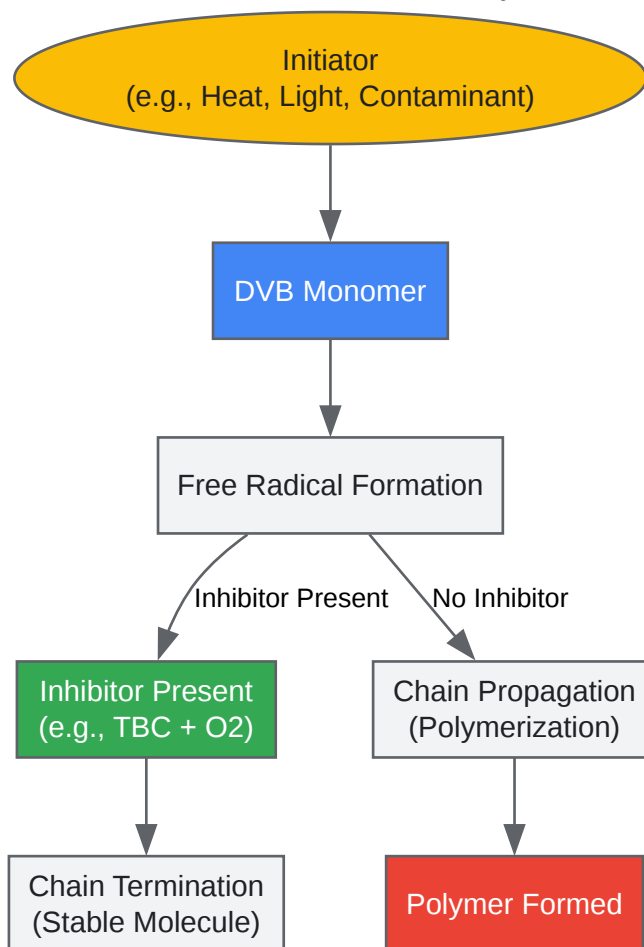 Initiator
(e.g., Heat, Light, Contaminant)
DVB Monomer
Free Radical Formation
Inhibitor Present
No Inhibitor
Inhibitor Present
(e.g., TBC + O2)
Chain Propagation
(Polymerization)
Chain Termination
(Stable Molecule)
Polymer Formed